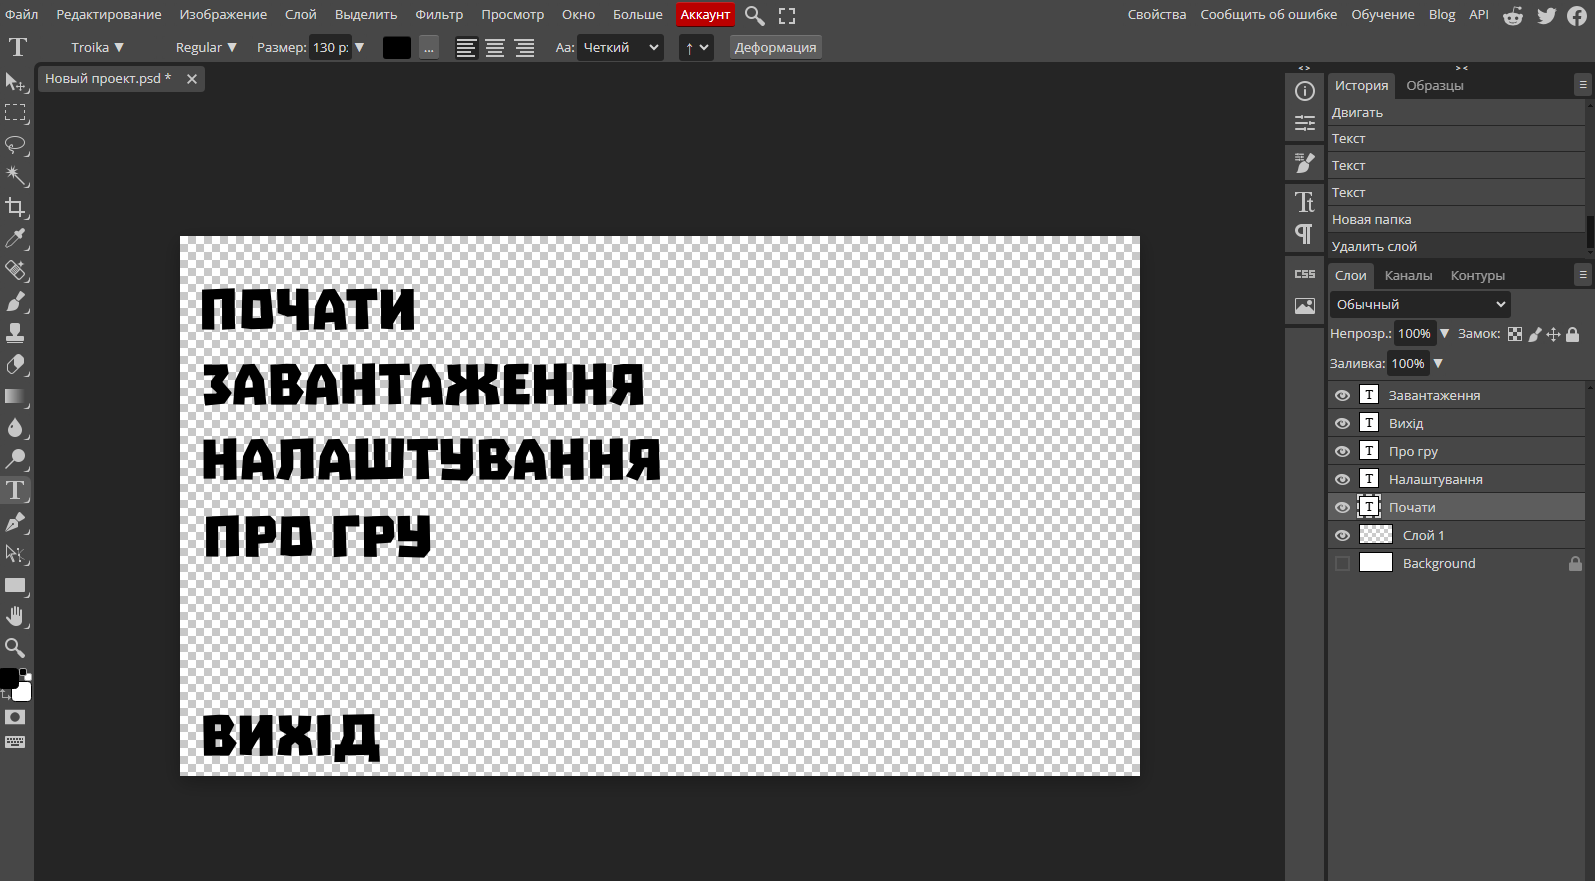 Файл Редактирование Изображение Слой Выделить Фильтр Просмотр Окно Больше Аккаунт Свойства Сообщить об ошибке Обучение Blog API
T Troika ▼ Regular ▼ Размер: 130 p: ▼ ... Aa: Четкий ↑ Деформация
Новый проект.psd * ✕
История Образцы
Двигать
Текст
Текст
Текст
Новая папка
Удалить слой
Слои Каналы Контуры
Обычный
Непрозр.: 100% ▼ Замок:
Заливка: 100% ▼
T Завантаження
T Вихід
T Про гру
T Налаштування
T Почати
Слой 1
Background
CSS
ПОЧАТИ
ЗАВАНТАЖЕННЯ
НАЛАШТУВАННЯ
ПРО ГРУ
ВИХІД